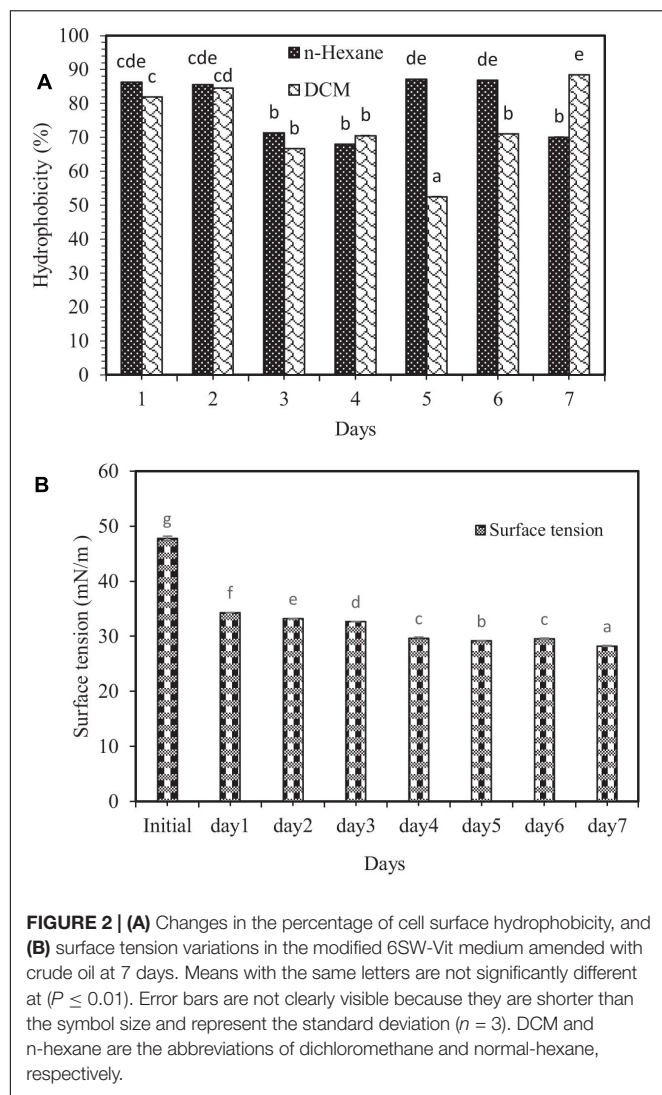 100
90
80
70
60
50
40
30
20
10
0
A
Hydrophobicity (%)
n-Hexane
DCM
cde
c
cde
cd
b
b
b
b
de
a
de
b
b
e
1 2 3 4 5 6 7
Days
B
60
50
40
30
20
10
0
Surface tension (mN/m )
Surface tension
g
f
e
d
c
b
c
a
Initial day1 day2 day3 day4 day5 day6 day7
Days
FIGURE 2 | (A) Changes in the percentage of cell surface hydrophobicity, and
(B) surface tension variations in the modified 6SW-Vit medium amended with
crude oil at 7 days. Means with the same letters are not significantly different
at (P ≤ 0.01). Error bars are not clearly visible because they are shorter than
the symbol size and represent the standard deviation (n = 3). DCM and
n-hexane are the abbreviations of dichloromethane and normal-hexane,
respectively.